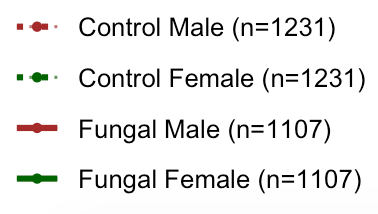 Control Male (n=1231)
Control Female (n=1231)
Fungal Male (n=1107)
Fungal Female (n=1107)